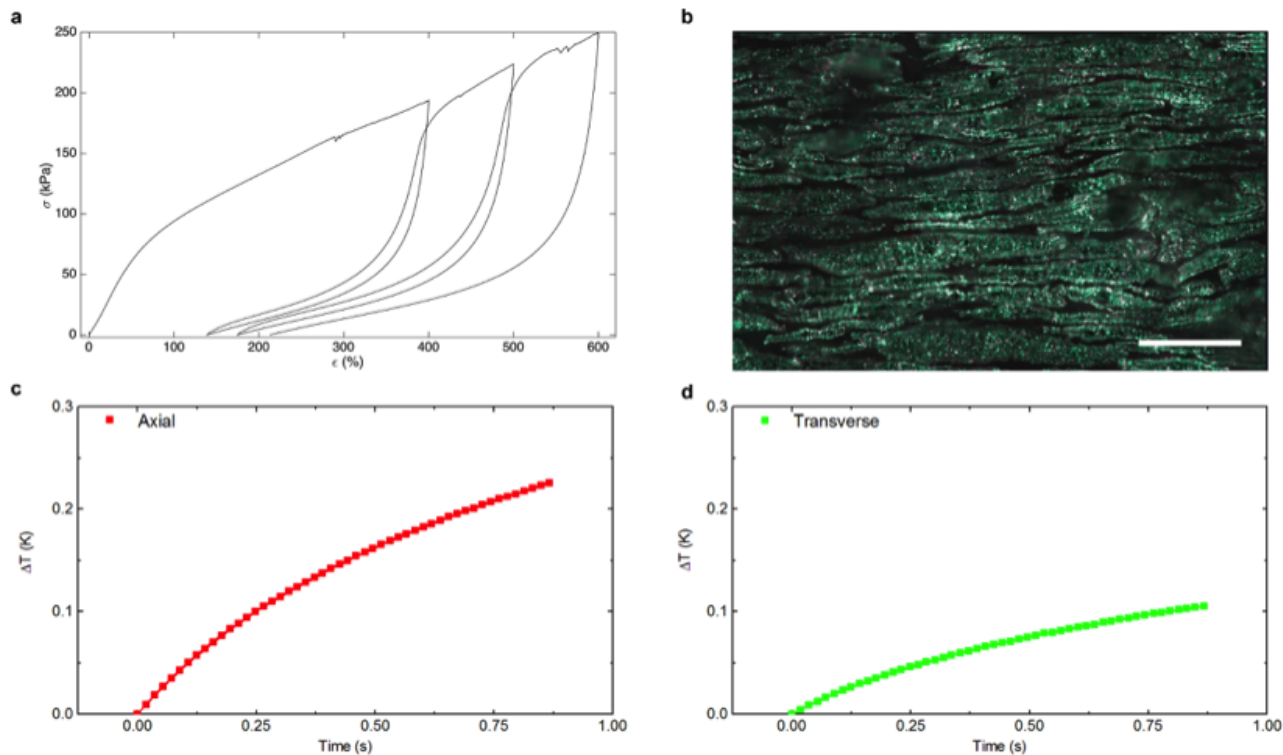 a
250
200
150
100
50
0
σ (kPa)
0 100 200 300 400 500 600
ϵ (%)
b
c
0.3
0.2
0.1
0.0
ΔT (K)
Axial
0.00 0.25 0.50 0.75 1.00
Time (s)
d
0.3
0.2
0.1
0.0
ΔT (K)
Transverse
0.00 0.25 0.50 0.75 1.00
Time (s)